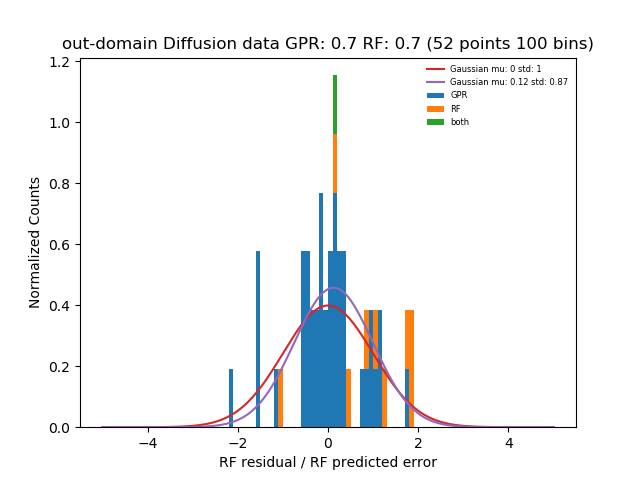 out-domain Diffusion data GPR: 0.7 RF: 0.7 (52 points 100 bins)
Gaussian mu: 0 std: 1
Gaussian mu: 0.12 std: 0.87
GPR
RF
both
Normalized Counts
1.2
1.0
0.8
0.6
0.4
0.2
0.0
−4
−2
0
2
4
RF residual / RF predicted error